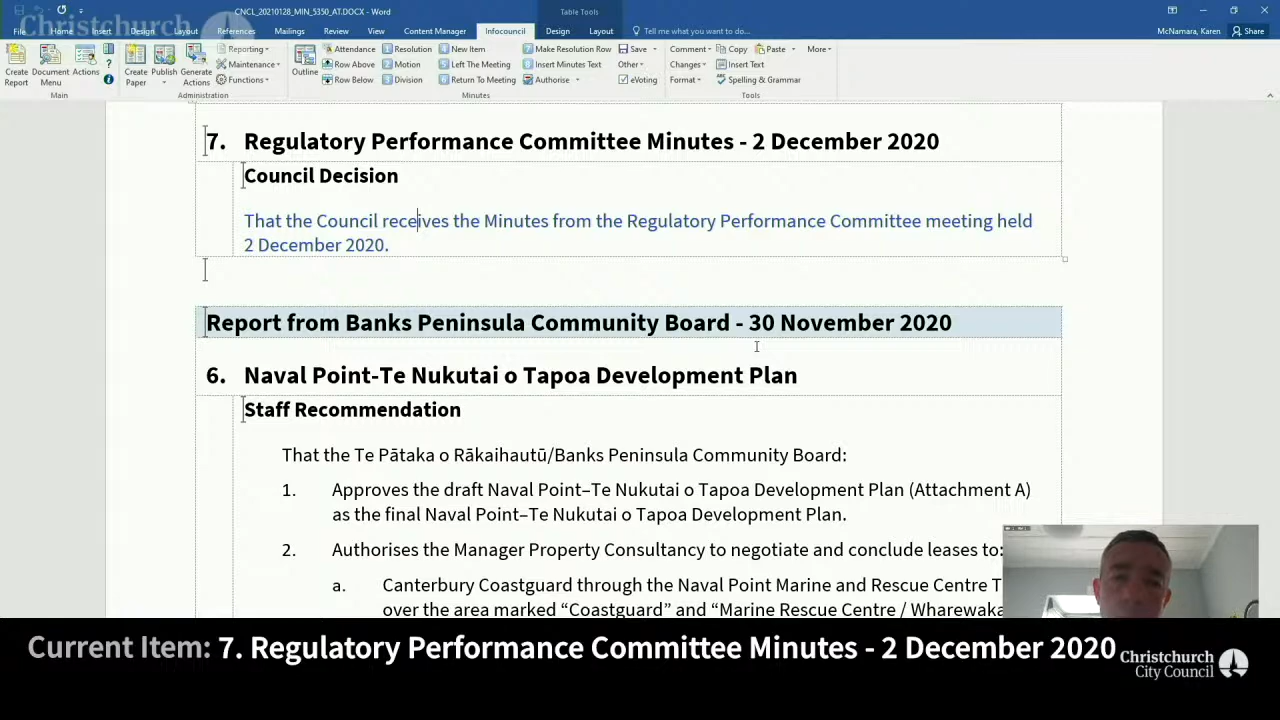 Christchurch
CNCL_20210128_MIN_5350_AT.DOCX - Word
Table Tools
File Home Insert Design Layout References Mailings Review View Content Manager Infocouncil Design Layout Tell me what you want to do...
McNamara, Karen Share
Create Report
Document Menu
Actions
Main
Create Paper
Publish
Generate Actions
Reporting
Maintenance
Functions
Administration
Outline
Attendance Resolution New Item Make Resolution Row Save
Row Above Motion Left The Meeting Insert Minutes Text Other
Row Below Division Return To Meeting Authorise eVoting
Minutes
Comment Copy Paste More
Changes Insert Text
Format Spelling & Grammar
Tools
7. Regulatory Performance Committee Minutes - 2 December 2020
Council Decision
That the Council receives the Minutes from the Regulatory Performance Committee meeting held
2 December 2020.
Report from Banks Peninsula Community Board - 30 November 2020
6. Naval Point-Te Nukutai o Tapoa Development Plan
Staff Recommendation
That the Te Pātaka o Rākaihautū/Banks Peninsula Community Board:
1. Approves the draft Naval Point–Te Nukutai o Tapoa Development Plan (Attachment A)
as the final Naval Point–Te Nukutai o Tapoa Development Plan.
2. Authorises the Manager Property Consultancy to negotiate and conclude leases to:
a. Canterbury Coastguard through the Naval Point Marine and Rescue Centre T
over the area marked “Coastguard” and “Marine Rescue Centre / Wharewaka
Current Item: 7. Regulatory Performance Committee Minutes - 2 December 2020
Christchurch
City Council